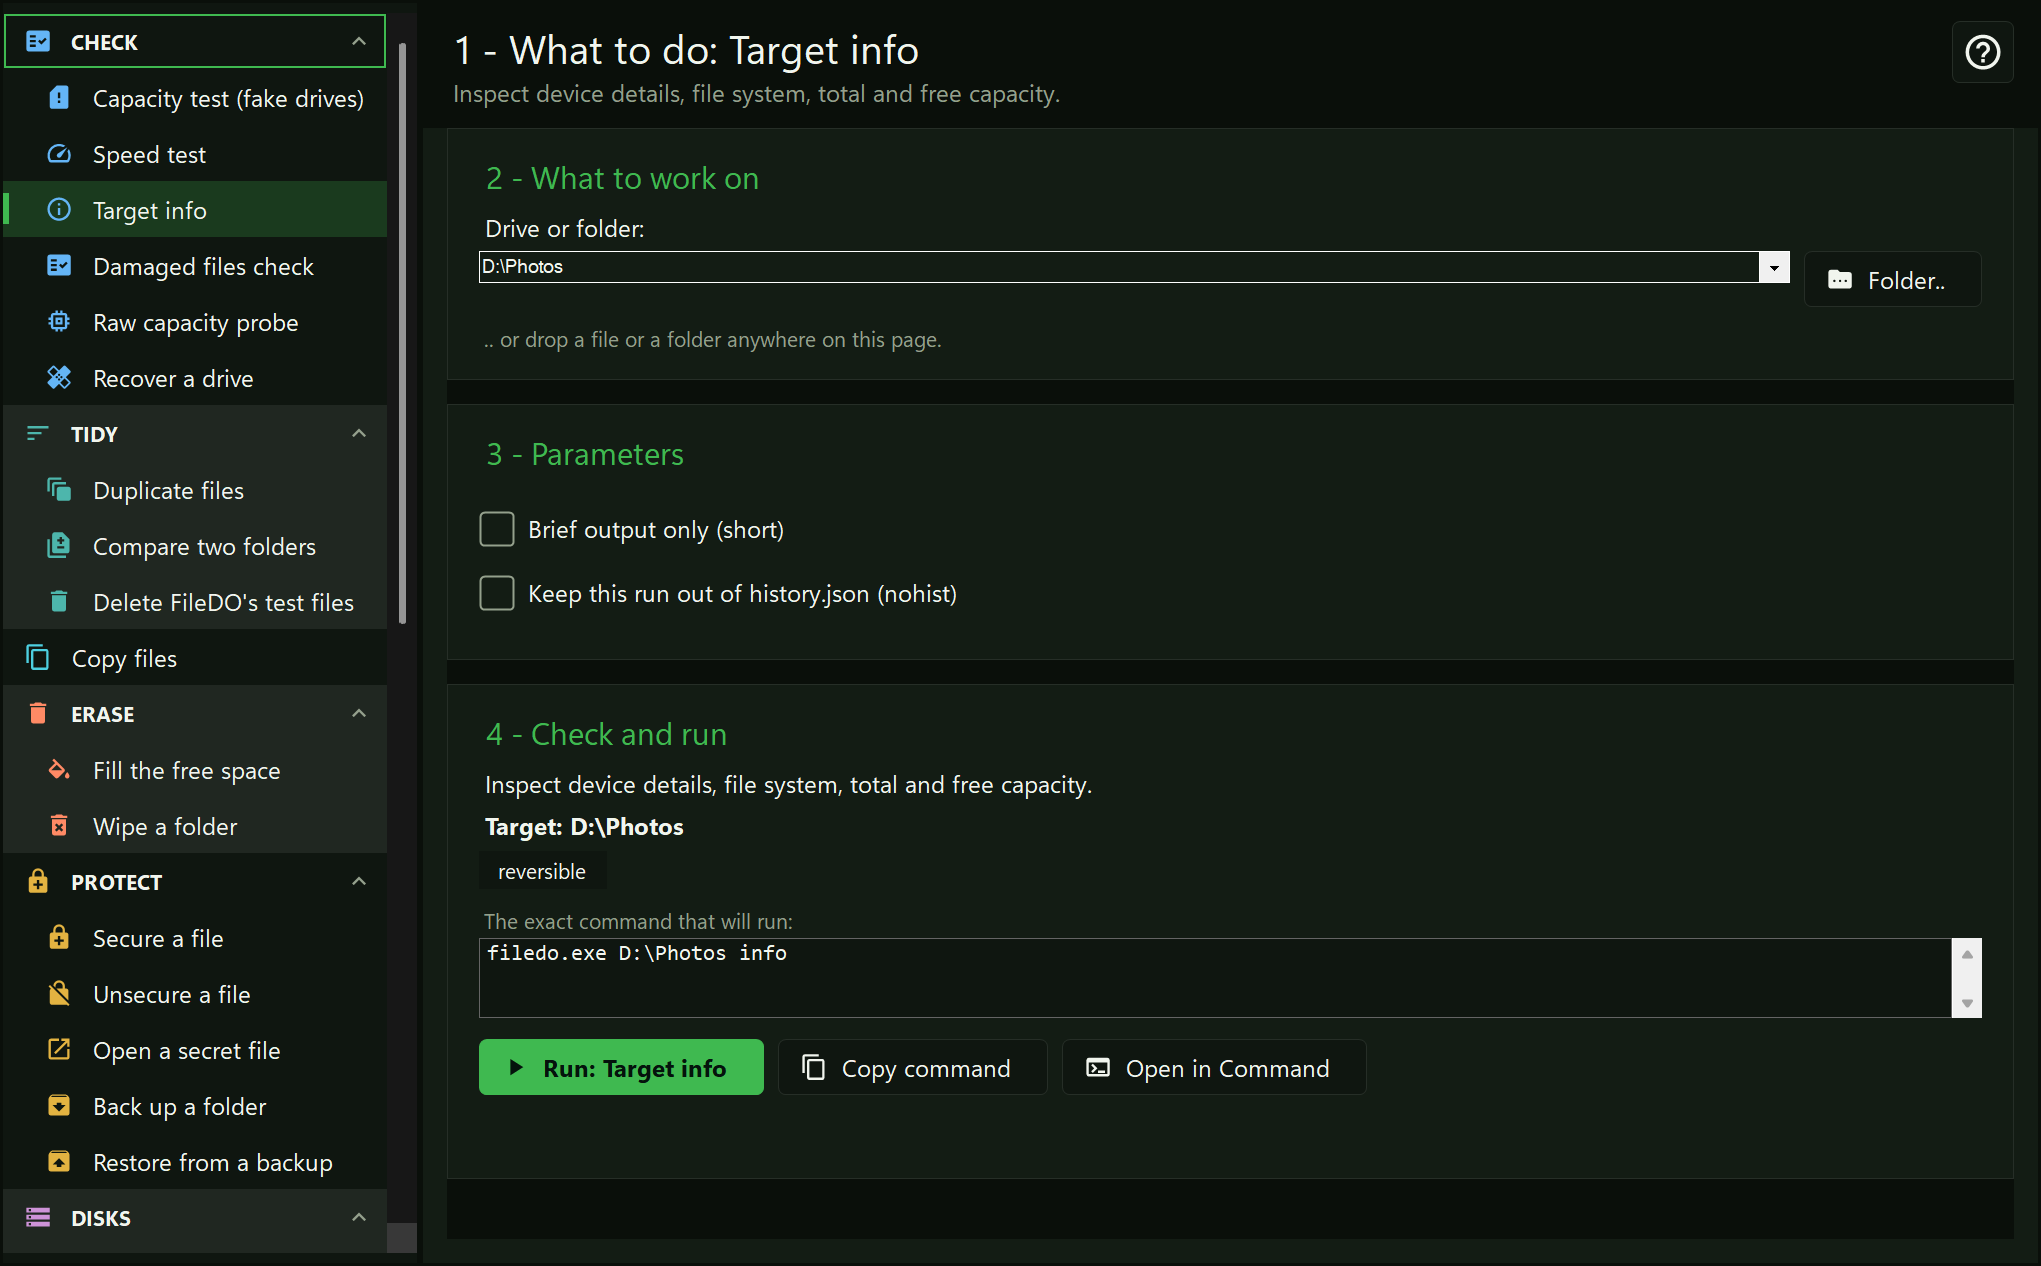 CHECK
Capacity test (fake drives)
Speed test
Target info
Damaged files check
Raw capacity probe
Recover a drive
TIDY
Duplicate files
Compare two folders
Delete FileDO's test files
Copy files
ERASE
Fill the free space
Wipe a folder
PROTECT
Secure a file
Unsecure a file
Open a secret file
Back up a folder
Restore from a backup
DISKS
1 - What to do: Target info
Inspect device details, file system, total and free capacity.
2 - What to work on
Drive or folder:
D:\Photos
Folder..
.. or drop a file or a folder anywhere on this page.
3 - Parameters
Brief output only (short)
Keep this run out of history.json (nohist)
4 - Check and run
Inspect device details, file system, total and free capacity.
Target: D:\Photos
reversible
The exact command that will run:
filedo.exe D:\Photos info
Run: Target info
Copy command
Open in Command